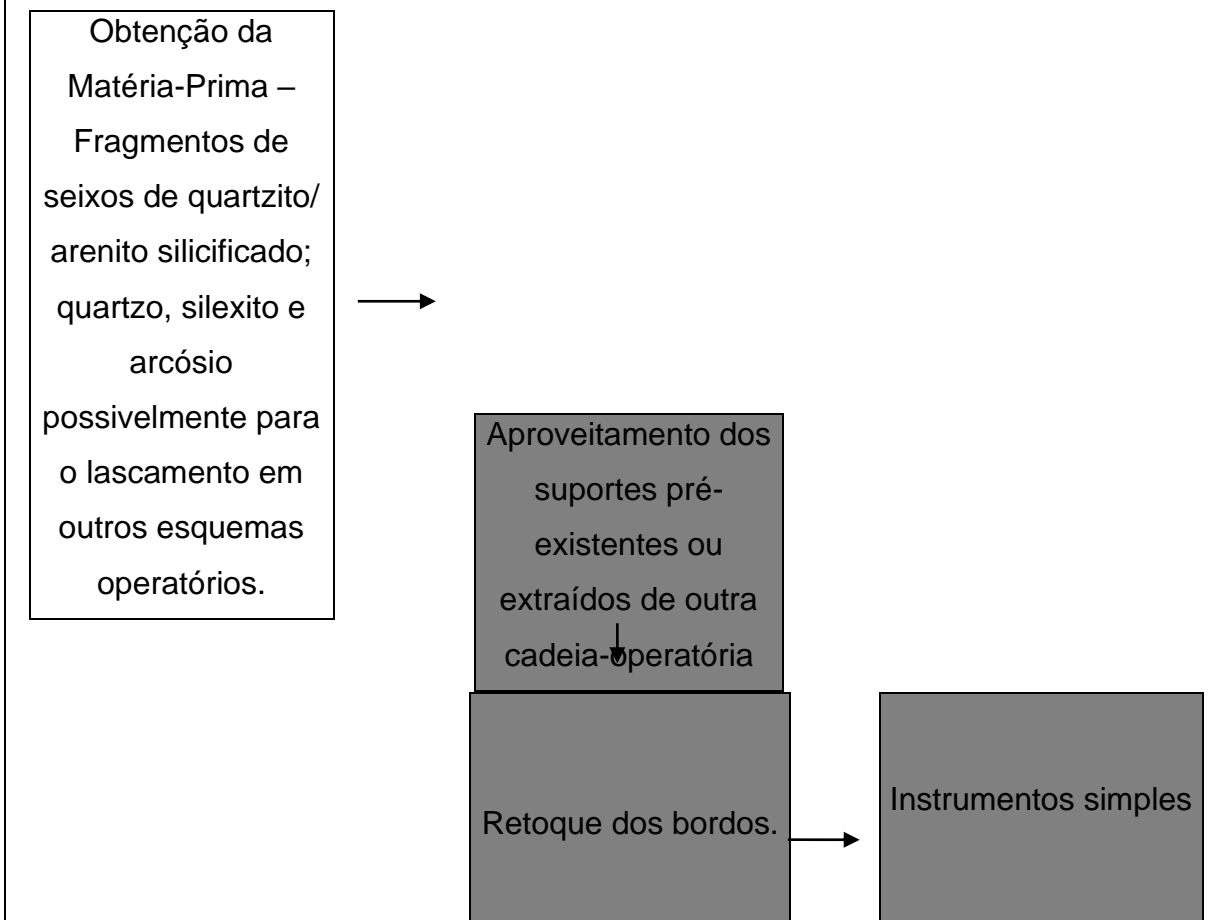 Obtenção da
Matéria-Prima –
Fragmentos de
seixos de quartzito/
arenito silicificado;
quartzo, silexito e
arcósio
possivelmente para
o lascamento em
outros esquemas
operatórios.
Aproveitamento dos
suportes pré-
existentes ou
extraídos de outra
cadeia-operatória
Retoque dos bordos.
Instrumentos simples